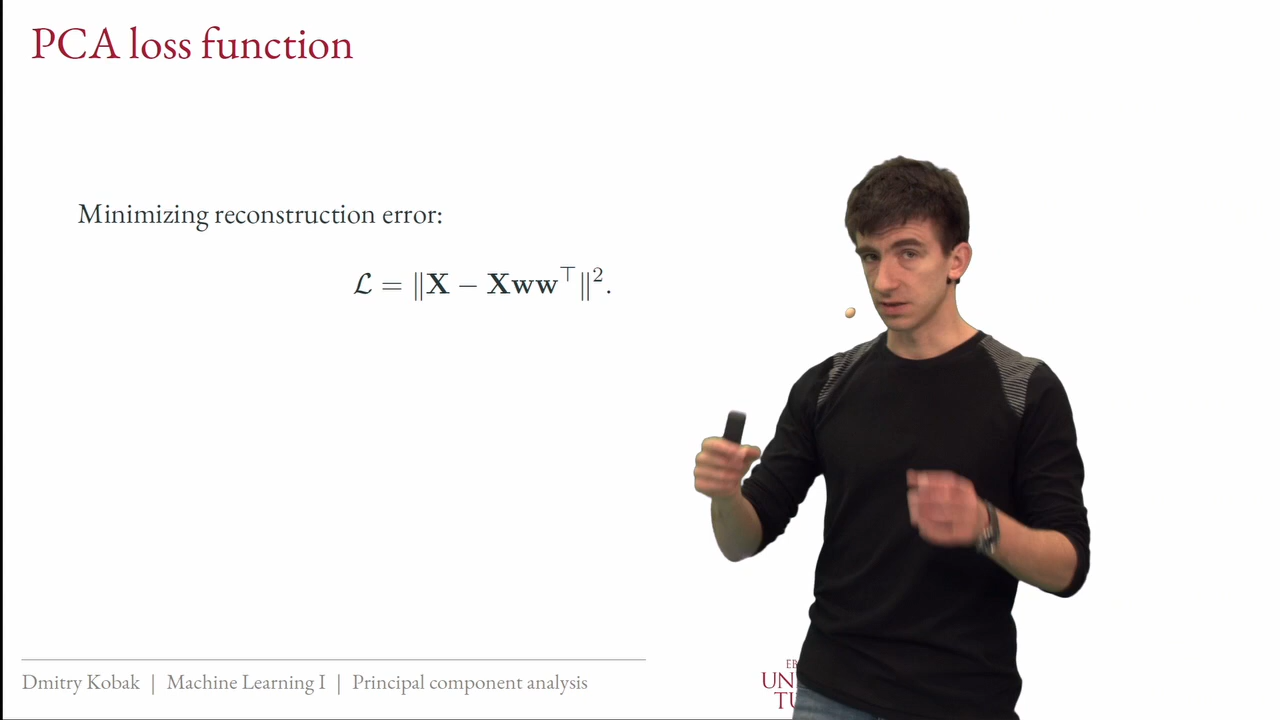 PCA loss function
Minimizing reconstruction error:
ℒ = ‖X − Xww⊤‖².
Dmitry Kobak | Machine Learning I | Principal component analysis